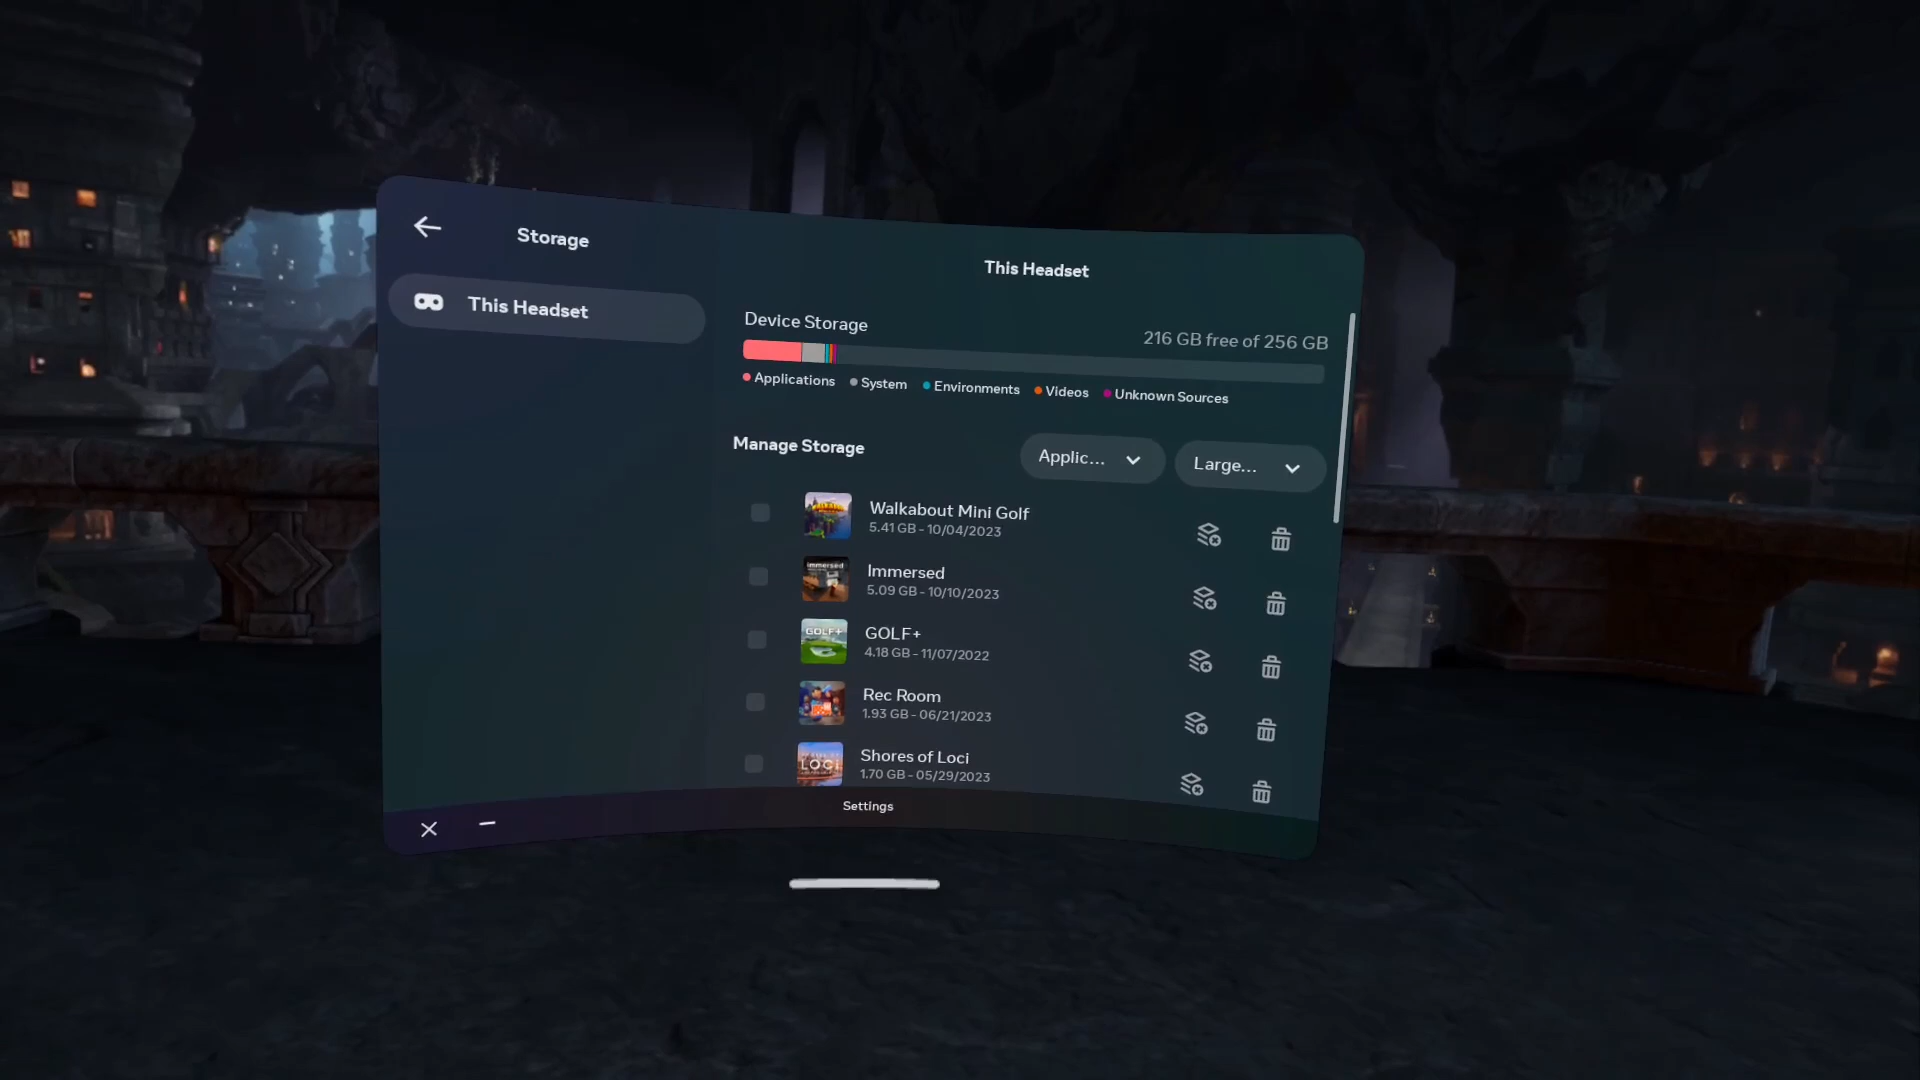 Storage
This Headset
This Headset
Device Storage
216 GB free of 256 GB
Applications
System
Environments
Videos
Unknown Sources
Manage Storage
Applic...
Large...
Walkabout Mini Golf
5.41 GB - 10/04/2023
immersed
Immersed
5.09 GB - 10/10/2023
GOLF+
GOLF+
4.18 GB - 11/07/2022
Rec Room
1.93 GB - 06/21/2023
LOCI
Shores of Loci
1.70 GB - 05/29/2023
Settings